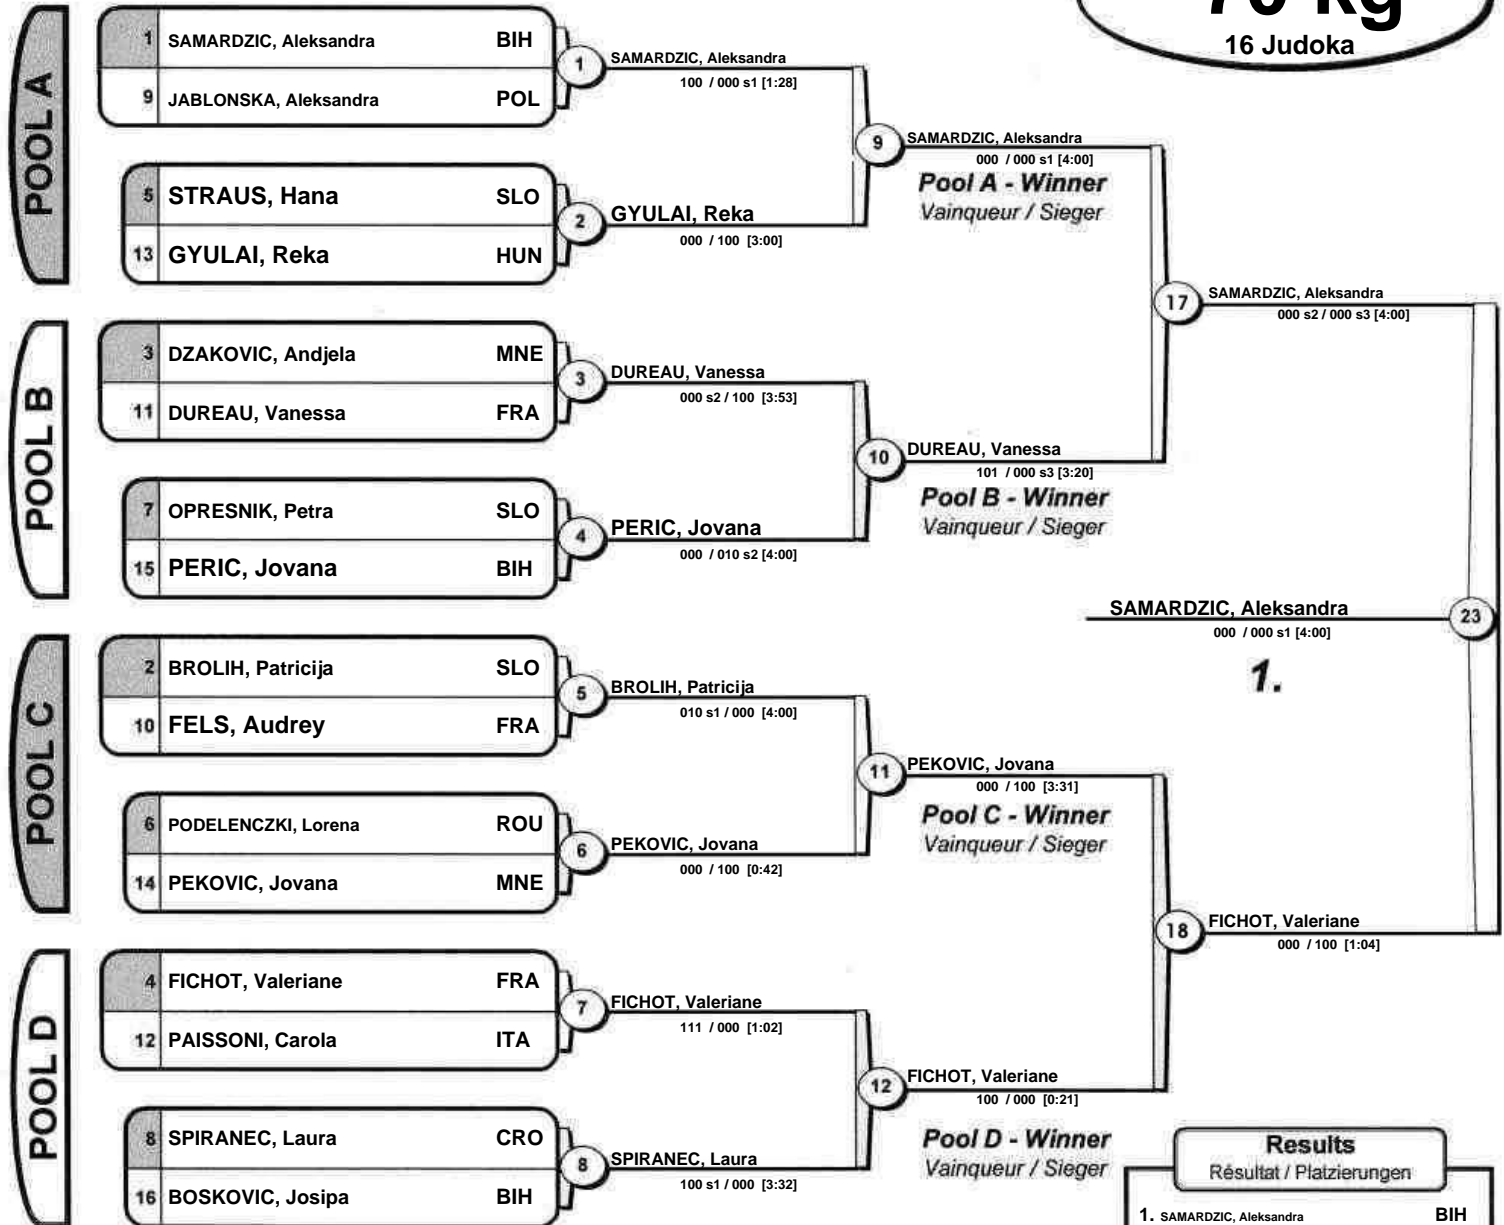 70 kg
16 Judoka
POOL A
1 SAMARDZIC, Aleksandra BIH
9 JABLONSKA, Aleksandra POL
1
SAMARDZIC, Aleksandra
100 / 000 s1 [1:28]
5 STRAUS, Hana SLO
13 GYULAI, Reka HUN
2
GYULAI, Reka
000 / 100 [3:00]
9
SAMARDZIC, Aleksandra
000 / 000 s1 [4:00]
Pool A - Winner
Vainqueur / Sieger
POOL B
3 DZAKOVIC, Andjela MNE
11 DUREAU, Vanessa FRA
3
DUREAU, Vanessa
000 s2 / 100 [3:53]
7 OPRESNIK, Petra SLO
15 PERIC, Jovana BIH
4
PERIC, Jovana
000 / 010 s2 [4:00]
10
DUREAU, Vanessa
101 / 000 s3 [3:20]
Pool B - Winner
Vainqueur / Sieger
17
SAMARDZIC, Aleksandra
000 s2 / 000 s3 [4:00]
POOL C
2 BROLIH, Patricija SLO
10 FELS, Audrey FRA
5
BROLIH, Patricija
010 s1 / 000 [4:00]
6 PODELENCZKI, Lorena ROU
14 PEKOVIC, Jovana MNE
6
PEKOVIC, Jovana
000 / 100 [0:42]
11
PEKOVIC, Jovana
000 / 100 [3:31]
Pool C - Winner
Vainqueur / Sieger
POOL D
4 FICHOT, Valeriane FRA
12 PAISSONI, Carola ITA
7
FICHOT, Valeriane
111 / 000 [1:02]
8 SPIRANEC, Laura CRO
16 BOSKOVIC, Josipa BIH
8
SPIRANEC, Laura
100 s1 / 000 [3:32]
12
FICHOT, Valeriane
100 / 000 [0:21]
Pool D - Winner
Vainqueur / Sieger
18
FICHOT, Valeriane
000 / 100 [1:04]
SAMARDZIC, Aleksandra
23
000 / 000 s1 [4:00]
1.
Results
Résultat / Platzierungen
1. SAMARDZIC, Aleksandra BIH